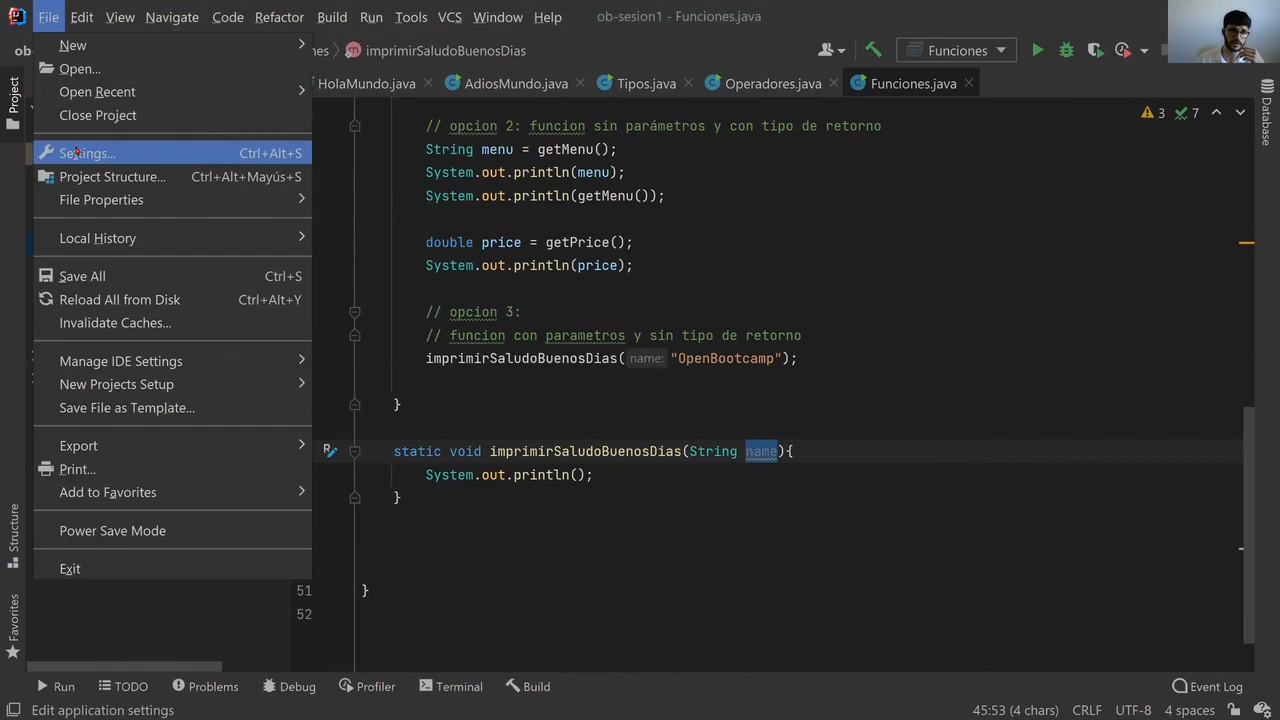 File Edit View Navigate Code Refactor Build Run Tools VCS Window Help ob-sesion1 - Funciones.java
imprimirSaludoBuenosDias Funciones
HolaMundo.java AdiosMundo.java Tipos.java Operadores.java Funciones.java
New
Open...
Open Recent
Close Project
Settings... Ctrl+Alt+S
Project Structure... Ctrl+Alt+Mayús+S
File Properties
Local History
Save All Ctrl+S
Reload All from Disk Ctrl+Alt+Y
Invalidate Caches...
Manage IDE Settings
New Projects Setup
Save File as Template...
Export
Print...
Add to Favorites
Power Save Mode
Exit
Project
Structure
Favorites
3 7
// opcion 2: funcion sin parámetros y con tipo de retorno
String menu = getMenu();
System.out.println(menu);
System.out.println(getMenu());
double price = getPrice();
System.out.println(price);
// opcion 3:
// funcion con parametros y sin tipo de retorno
imprimirSaludoBuenosDias( name: "OpenBootcamp");
}
static void imprimirSaludoBuenosDias(String name){
System.out.println();
}
51 }
52
Database
Run TODO Problems Debug Profiler Terminal Build Event Log
Edit application settings 45:53 (4 chars) CRLF UTF-8 4 spaces